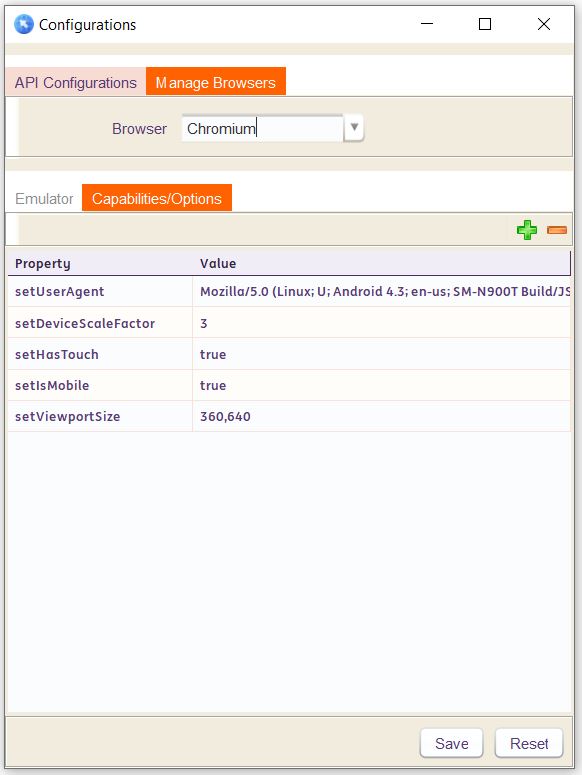 Configurations
API Configurations Manage Browsers
Browser Chromium
Emulator Capabilities/Options
Property Value
setUserAgent Mozilla/5.0 (Linux; U; Android 4.3; en-us; SM-N900T Build/JS
setDeviceScaleFactor 3
setHasTouch true
setIsMobile true
setViewportSize 360,640
Save Reset